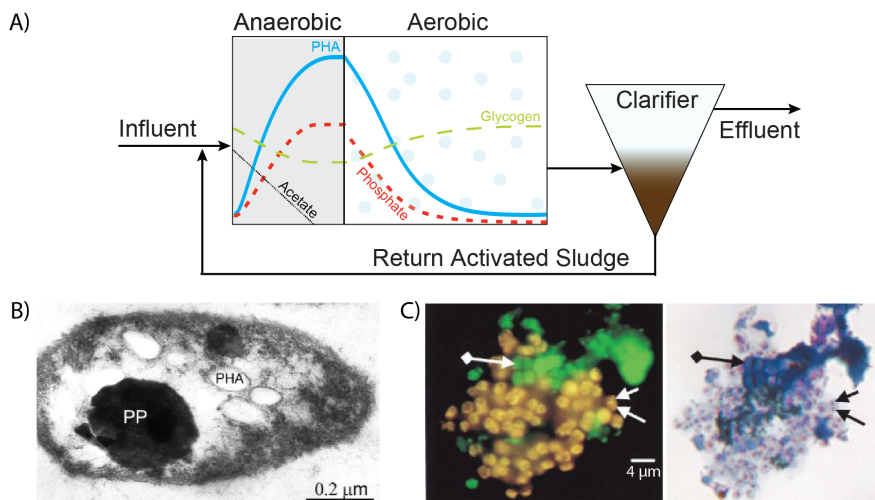 A)
Anaerobic
Aerobic
PHA
Influent
Glycogen
Acetate
Phosphate
Clarifier
Effluent
Return Activated Sludge
B)
PHA
PP
0.2 µm
C)
4 µm